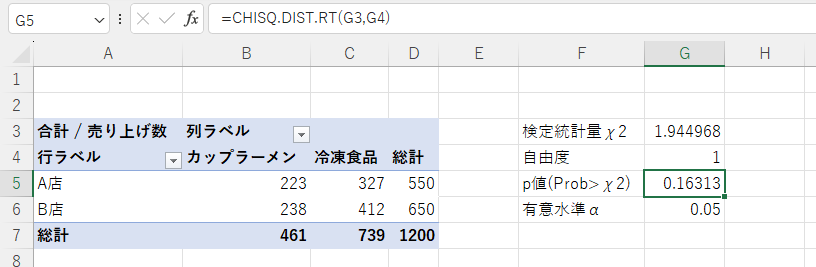 G5 fx =CHISQ.DIST.RT(G3,G4)
A B C D E F G H
1
2
3 合計 / 売り上げ数 列ラベル 検定統計量χ2 1.944968
4 行ラベル カップラーメン 冷凍食品 総計 自由度 1
5 A店 223 327 550 p値(Prob>χ2) 0.16313
6 B店 238 412 650 有意水準α 0.05
7 総計 461 739 1200
8